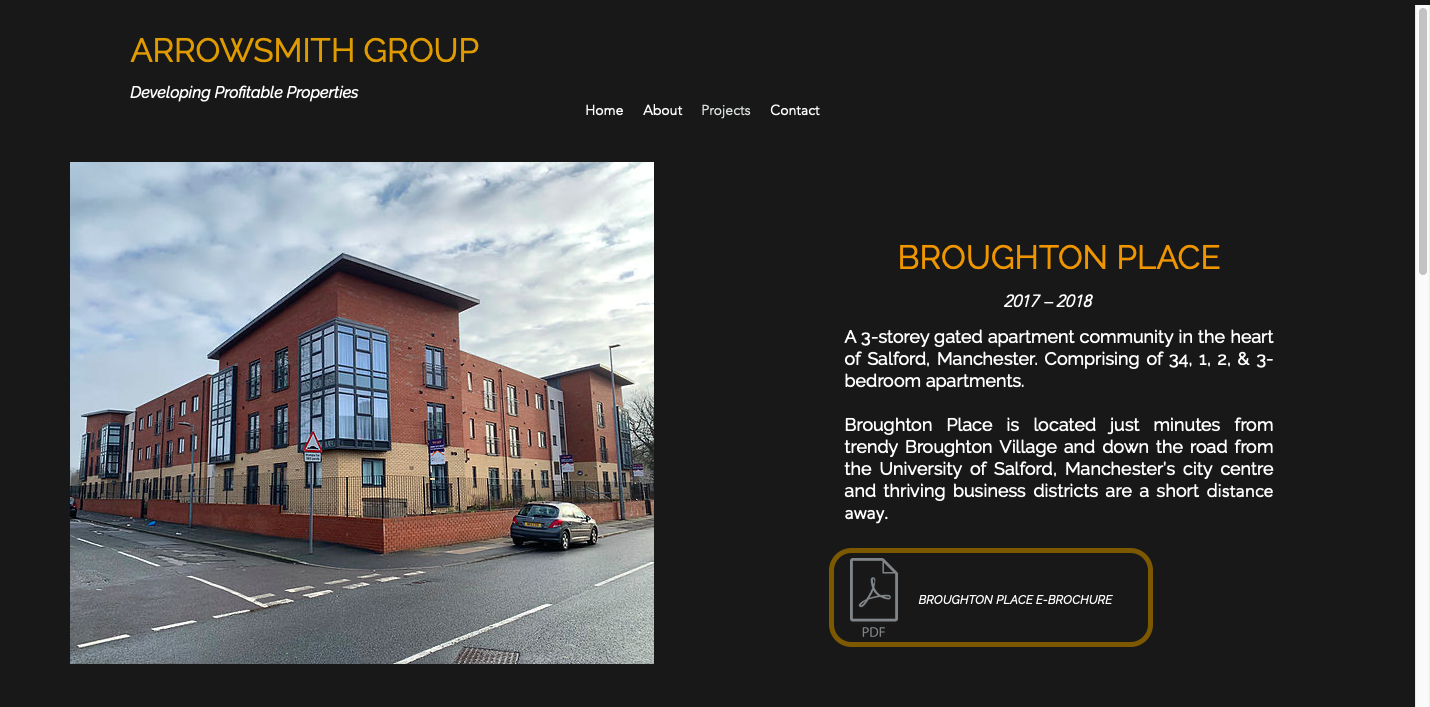 ARROWSMITH GROUP
Developing Profitable Properties
Home About Projects Contact
BROUGHTON PLACE
2017 – 2018
A 3-storey gated apartment community in the heart
of Salford, Manchester. Comprising of 34, 1, 2, & 3-
bedroom apartments.
Broughton Place is located just minutes from
trendy Broughton Village and down the road from
the University of Salford, Manchester's city centre
and thriving business districts are a short distance
away.
BROUGHTON PLACE E-BROCHURE
PDF